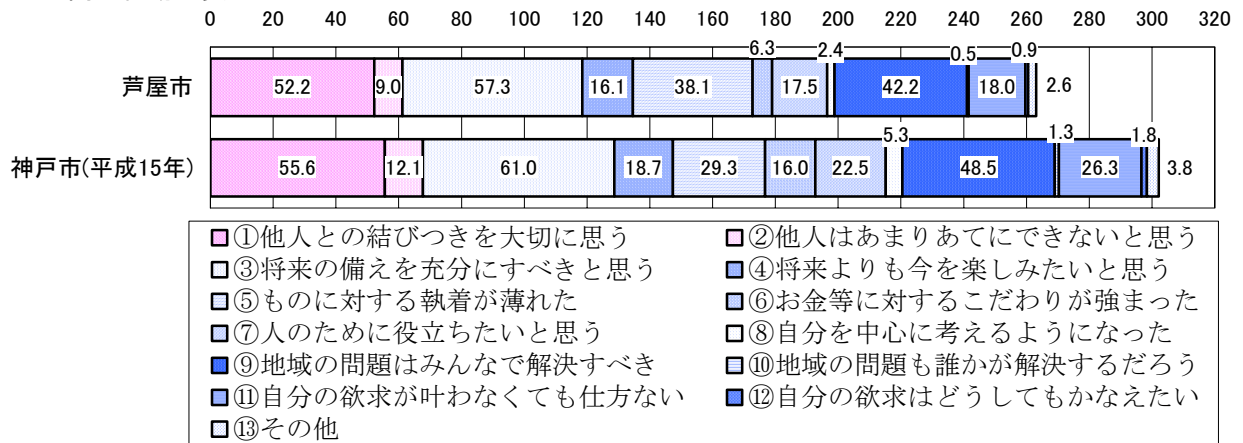 0 20 40 60 80 100 120 140 160 180 200 220 240 260 280 300 320
6.3 2.4 0.5 0.9
芦屋市 52.2 9.0 57.3 16.1 38.1 17.5 42.2 18.0 2.6
5.3 1.3 1.8
神戸市(平成15年) 55.6 12.1 61.0 18.7 29.3 16.0 22.5 48.5 26.3 3.8
①他人との結びつきを大切に思う ②他人はあまりあてにできないと思う
③将来の備えを充分にすべきと思う ④将来よりも今を楽しみたいと思う
⑤ものに対する執着が薄れた ⑥お金等に対するこだわりが強まった
⑦人のために役立ちたいと思う ⑧自分を中心に考えるようになった
⑨地域の問題はみんなで解決すべき ⑩地域の問題も誰かが解決するだろう
⑪自分の欲求が叶わなくても仕方ない ⑫自分の欲求はどうしてもかなえたい
⑬その他